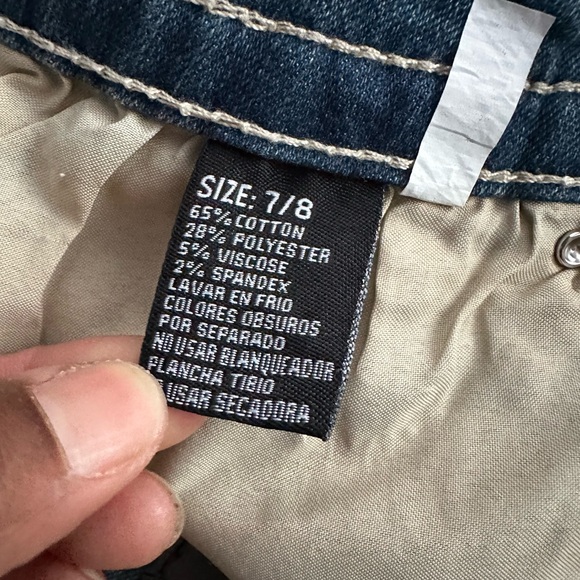 SIZE: 7/8
65% COTTON
28% POLYESTER
5% VISCOSE
2% SPANDEX
LAVAR EN FRIO
COLORES OBSUROS
POR SEPARADO
NO USAR BLANQUEADOR
PLANCHA TIBIO
USAR SECADORA